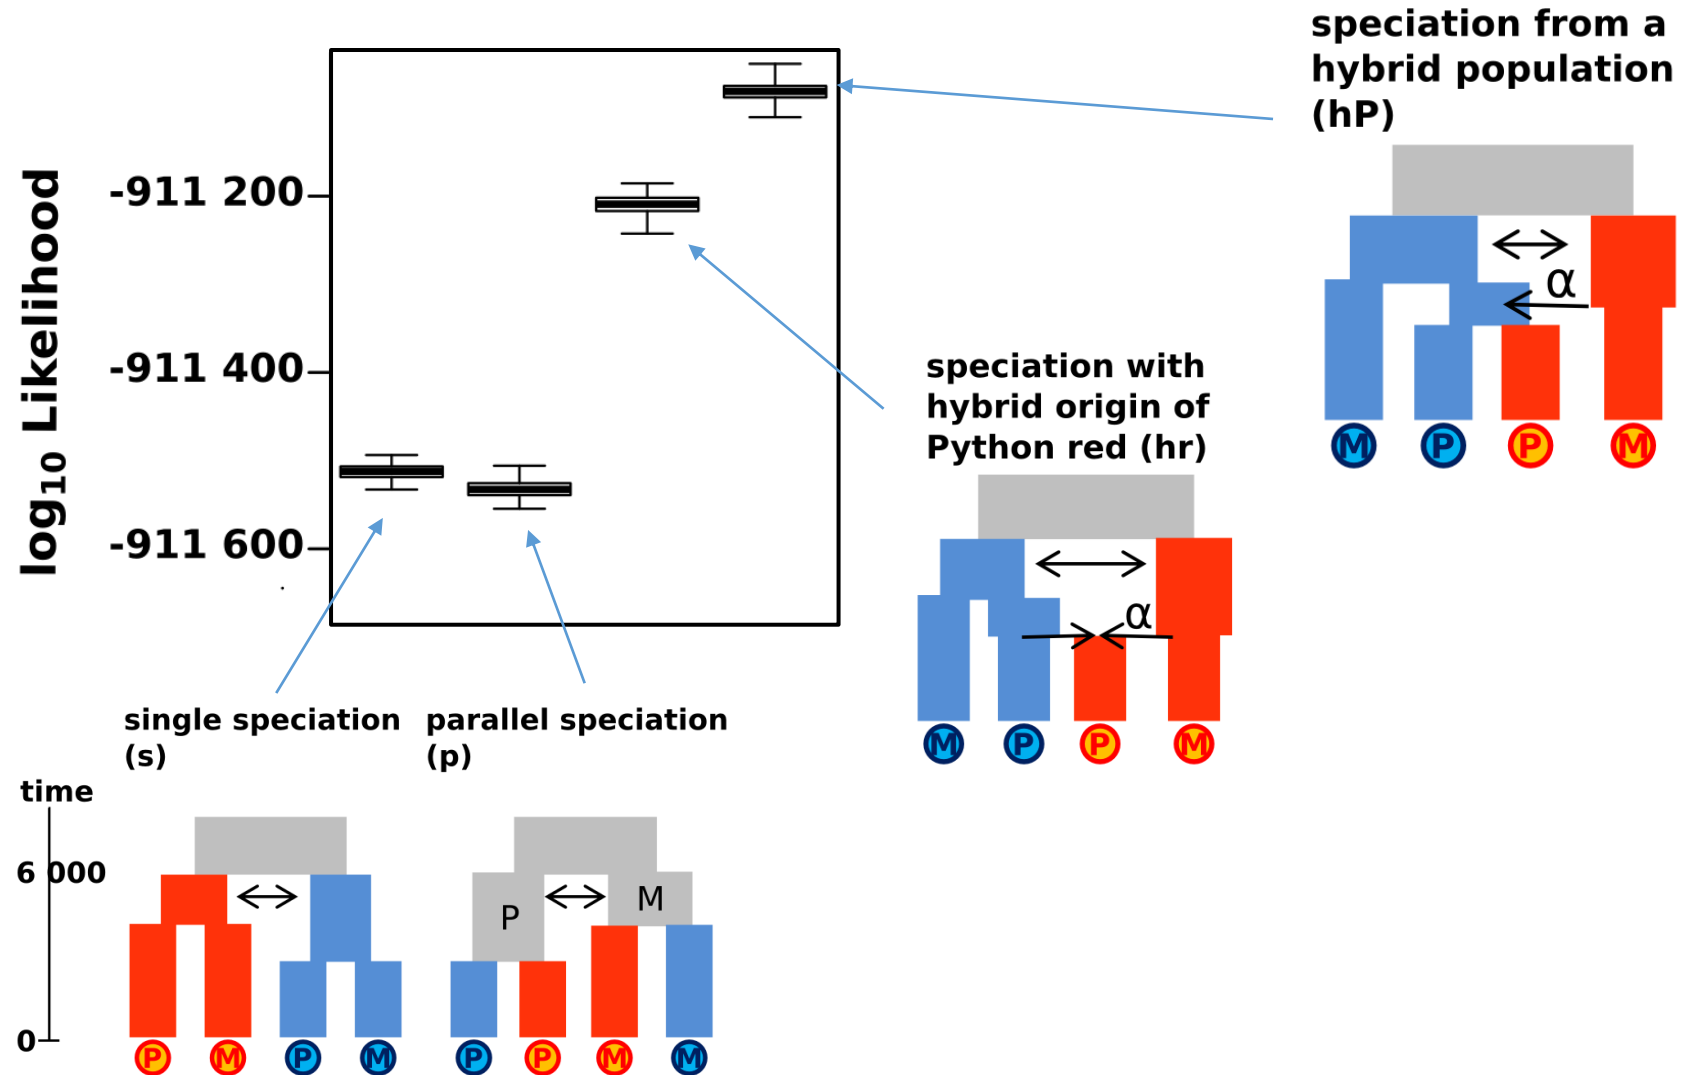 speciation from a
hybrid population
(hP)
log10 Likelihood
-911 200
-911 400
-911 600
α
M P P M
speciation with
hybrid origin of
Python red (hr)
α
M P P M
single speciation
(s)
parallel speciation
(p)
time
6 000
0
P M
P M P M
P P M M